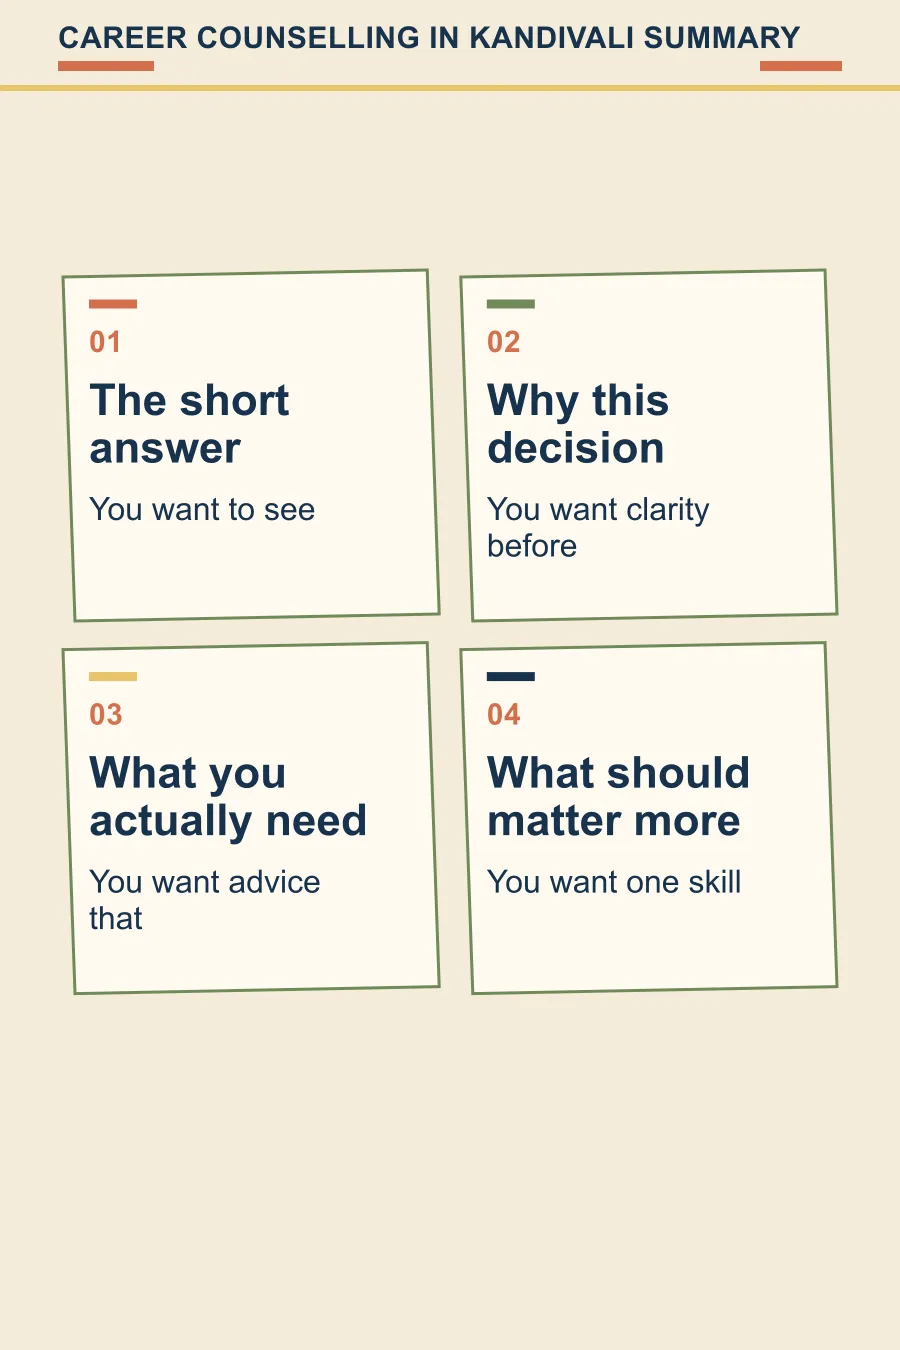 CAREER COUNSELLING IN KANDIVALI SUMMARY
01
The short
answer
You want to see
02
Why this
decision
You want clarity
before
03
What you
actually need
You want advice
that
04
What should
matter more
You want one skill